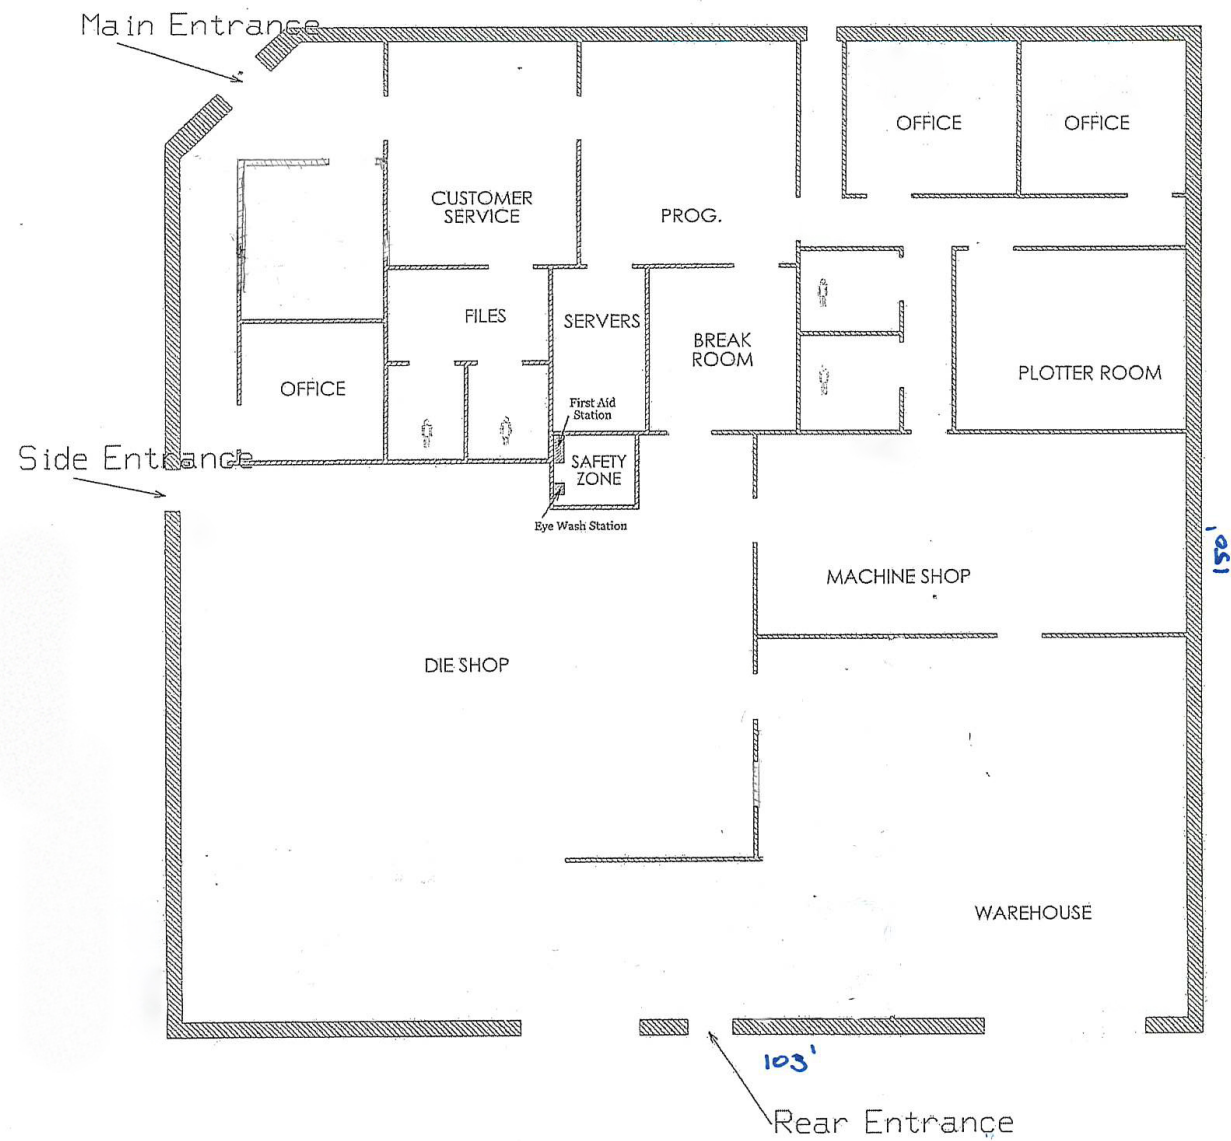 Main Entrance
OFFICE
OFFICE
CUSTOMER
SERVICE
PROG.
FILES
SERVERS
BREAK
ROOM
PLOTTER ROOM
OFFICE
First Aid
Station
Side Entrance
SAFETY
ZONE
Eye Wash Station
150'
MACHINE SHOP
DIE SHOP
WAREHOUSE
103'
Rear Entrance